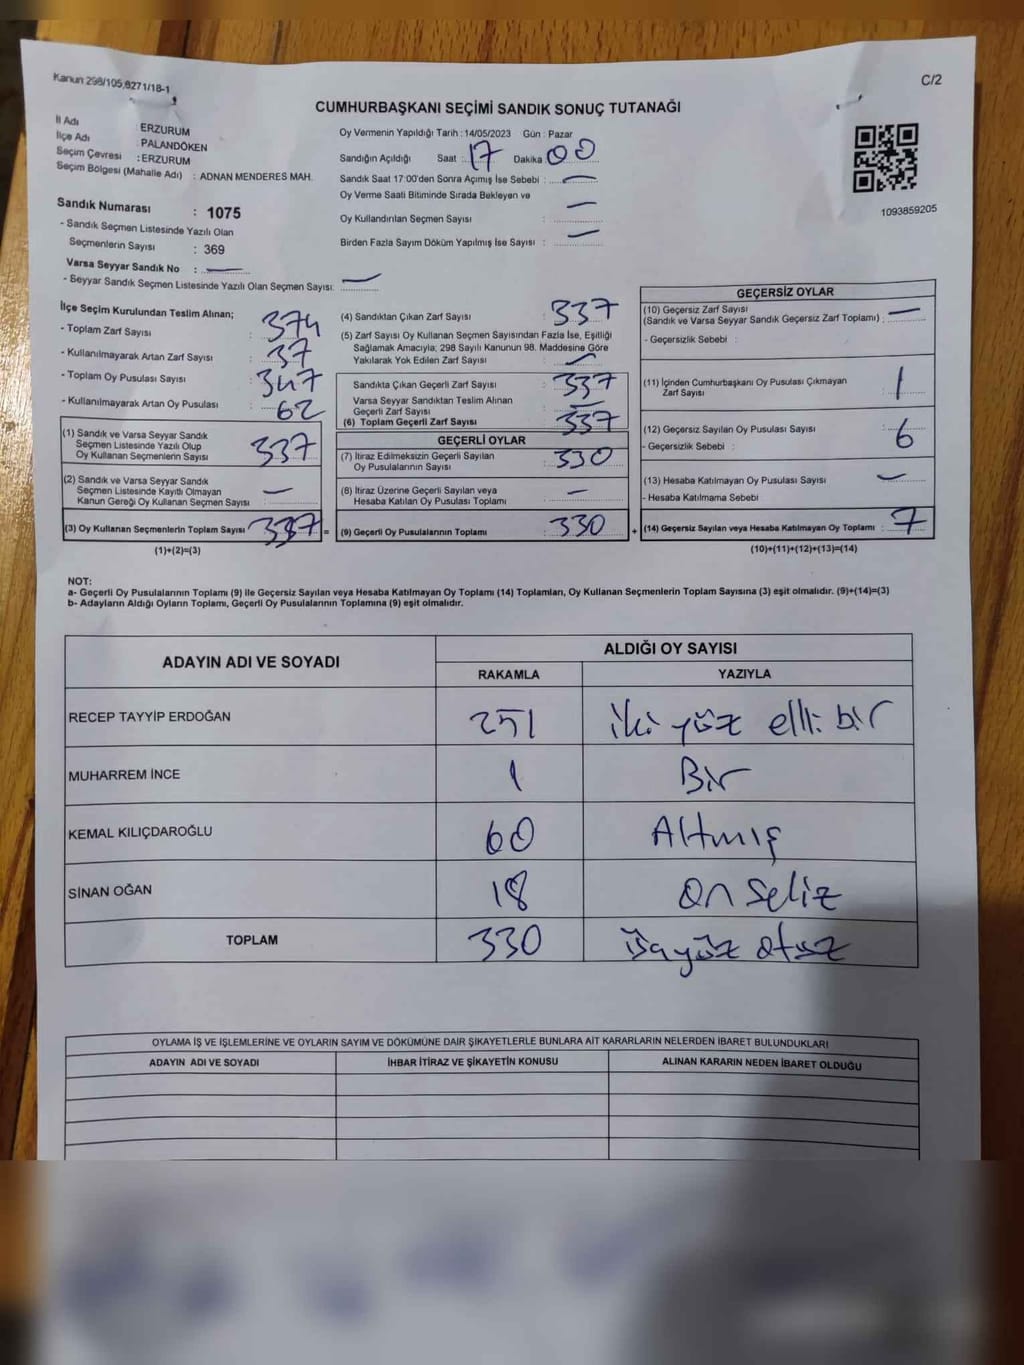 Kanun 298/105,8271/18-1
C/2
CUMHURBAŞKANI SEÇİMİ SANDIK SONUÇ TUTANAĞI
İl Adı : ERZURUM
İlçe Adı : PALANDÖKEN
Seçim Çevresi : ERZURUM
Seçim Bölgesi (Mahalle Adı) : ADNAN MENDERES MAH.
Sandık Numarası : 1075
- Sandık Seçmen Listesinde Yazılı Olan
Seçmenlerin Sayısı : 369
Varsa Seyyar Sandık No : —
- Seyyar Sandık Seçmen Listesinde Yazılı Olan Seçmen Sayısı: —
Oy Vermenin Yapıldığı Tarih : 14/05/2023 Gün : Pazar
Sandığın Açıldığı Saat : 17 Dakika 00
Sandık Saat 17:00'den Sonra Açımış İse Sebebi : —
Oy Verme Saati Bitiminde Sırada Bekleyen ve
Oy Kullandırılan Seçmen Sayısı : —
Birden Fazla Sayım Döküm Yapılmış İse Sayısı : —
1093859205
İlçe Seçim Kurulundan Teslim Alınan;
- Toplam Zarf Sayısı : 374
- Kullanılmayarak Artan Zarf Sayısı : 37
- Toplam Oy Pusulası Sayısı : 347
- Kullanılmayarak Artan Oy Pusulası : 62
(1) Sandık ve Varsa Seyyar Sandık
Seçmen Listesinde Yazılı Olup
Oy Kullanan Seçmenlerin Sayısı : 337
(2) Sandık ve Varsa Seyyar Sandık
Seçmen Listesinde Kayıtlı Olmayan
Kanun Gereği Oy Kullanan Seçmen Sayısı : —
(3) Oy Kullanan Seçmenlerin Toplam Sayısı : 337 =
(1)+(2)=(3)
(4) Sandıktan Çıkan Zarf Sayısı : 337
(5) Zarf Sayısı Oy Kullanan Seçmen Sayısından Fazla İse, Eşitliği
Sağlamak Amacıyla; 298 Sayılı Kanunun 98. Maddesine Göre
Yakılarak Yok Edilen Zarf Sayısı : —
Sandıkta Çıkan Geçerli Zarf Sayısı : 337
Varsa Seyyar Sandıktan Teslim Alınan
Geçerli Zarf Sayısı : —
(6) Toplam Geçerli Zarf Sayısı : 337
GEÇERLİ OYLAR
(7) İtiraz Edilmeksizin Geçerli Sayılan
Oy Pusulalarının Sayısı : 330
(8) İtiraz Üzerine Geçerli Sayılan veya
Hesaba Katılan Oy Pusulası Toplamı : —
(9) Geçerli Oy Pusulalarının Toplamı : 330 +
GEÇERSİZ OYLAR
(10) Geçersiz Zarf Sayısı
(Sandık ve Varsa Seyyar Sandık Geçersiz Zarf Toplamı) : —
- Geçersizlik Sebebi :
(11) İçinden Cumhurbaşkanı Oy Pusulası Çıkmayan
Zarf Sayısı : 1
(12) Geçersiz Sayılan Oy Pusulası Sayısı : 6
- Geçersizlik Sebebi :
(13) Hesaba Katılmayan Oy Pusulası Sayısı : —
- Hesaba Katılmama Sebebi
(14) Geçersiz Sayılan veya Hesaba Katılmayan Oy Toplamı : 7
(10)+(11)+(12)+(13)=(14)
NOT:
a- Geçerli Oy Pusulalarının Toplamı (9) ile Geçersiz Sayılan veya Hesaba Katılmayan Oy Toplamı (14) Toplamları, Oy Kullanan Seçmenlerin Toplam Sayısına (3) eşit olmalıdır. (9)+(14)=(3)
b- Adayların Aldığı Oyların Toplamı, Geçerli Oy Pusulalarının Toplamına (9) eşit olmalıdır.
ADAYIN ADI VE SOYADI
ALDIĞI OY SAYISI
RAKAMLA YAZIYLA
RECEP TAYYİP ERDOĞAN 251 iki yüz elli bir
MUHARREM İNCE 1 Bir
KEMAL KILIÇDAROĞLU 60 Altmış
SİNAN OĞAN 18 on sekiz
TOPLAM 330 üçyüz otuz
OYLAMA İŞ VE İŞLEMLERİNE VE OYLARIN SAYIM VE DÖKÜMÜNE DAİR ŞİKAYETLERLE BUNLARA AİT KARARLARIN NELERDEN İBARET BULUNDUKLARI
ADAYIN ADI VE SOYADI İHBAR İTİRAZ VE ŞİKAYETİN KONUSU ALINAN KARARIN NEDEN İBARET OLDUĞU